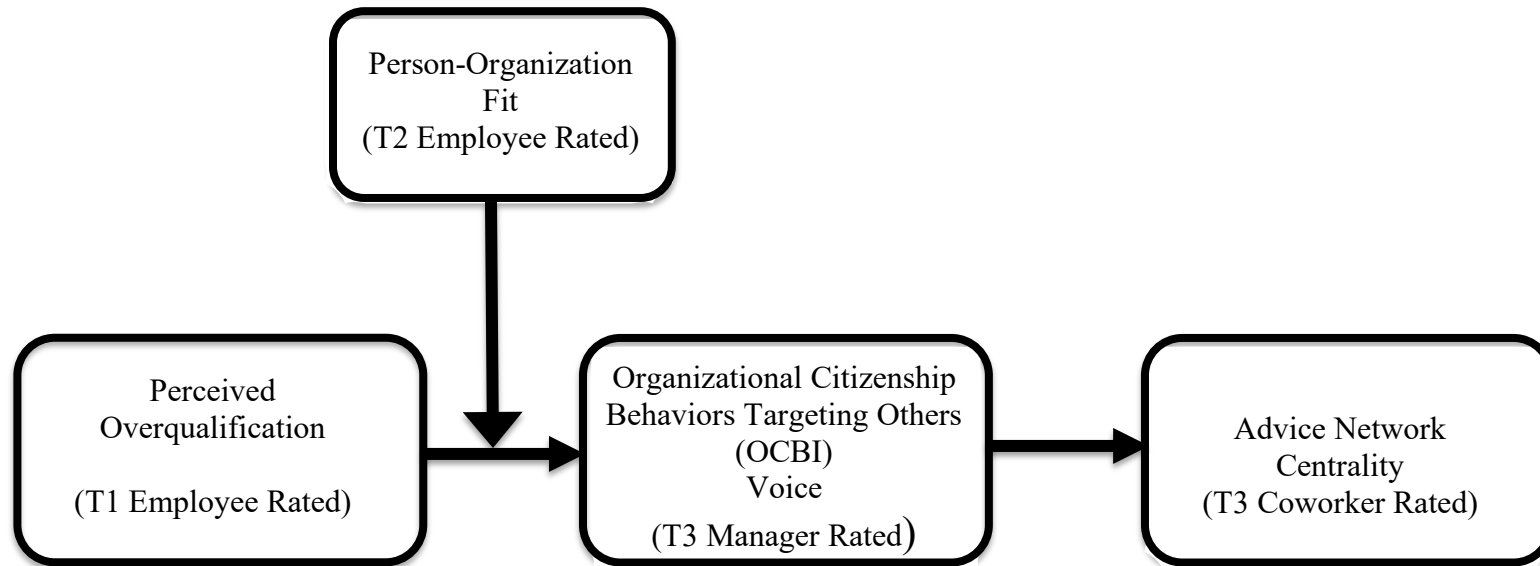 Person-Organization
Fit
(T2 Employee Rated)
Perceived
Overqualification
(T1 Employee Rated)
Organizational Citizenship
Behaviors Targeting Others
(OCBI)
Voice
(T3 Manager Rated)
Advice Network
Centrality
(T3 Coworker Rated)